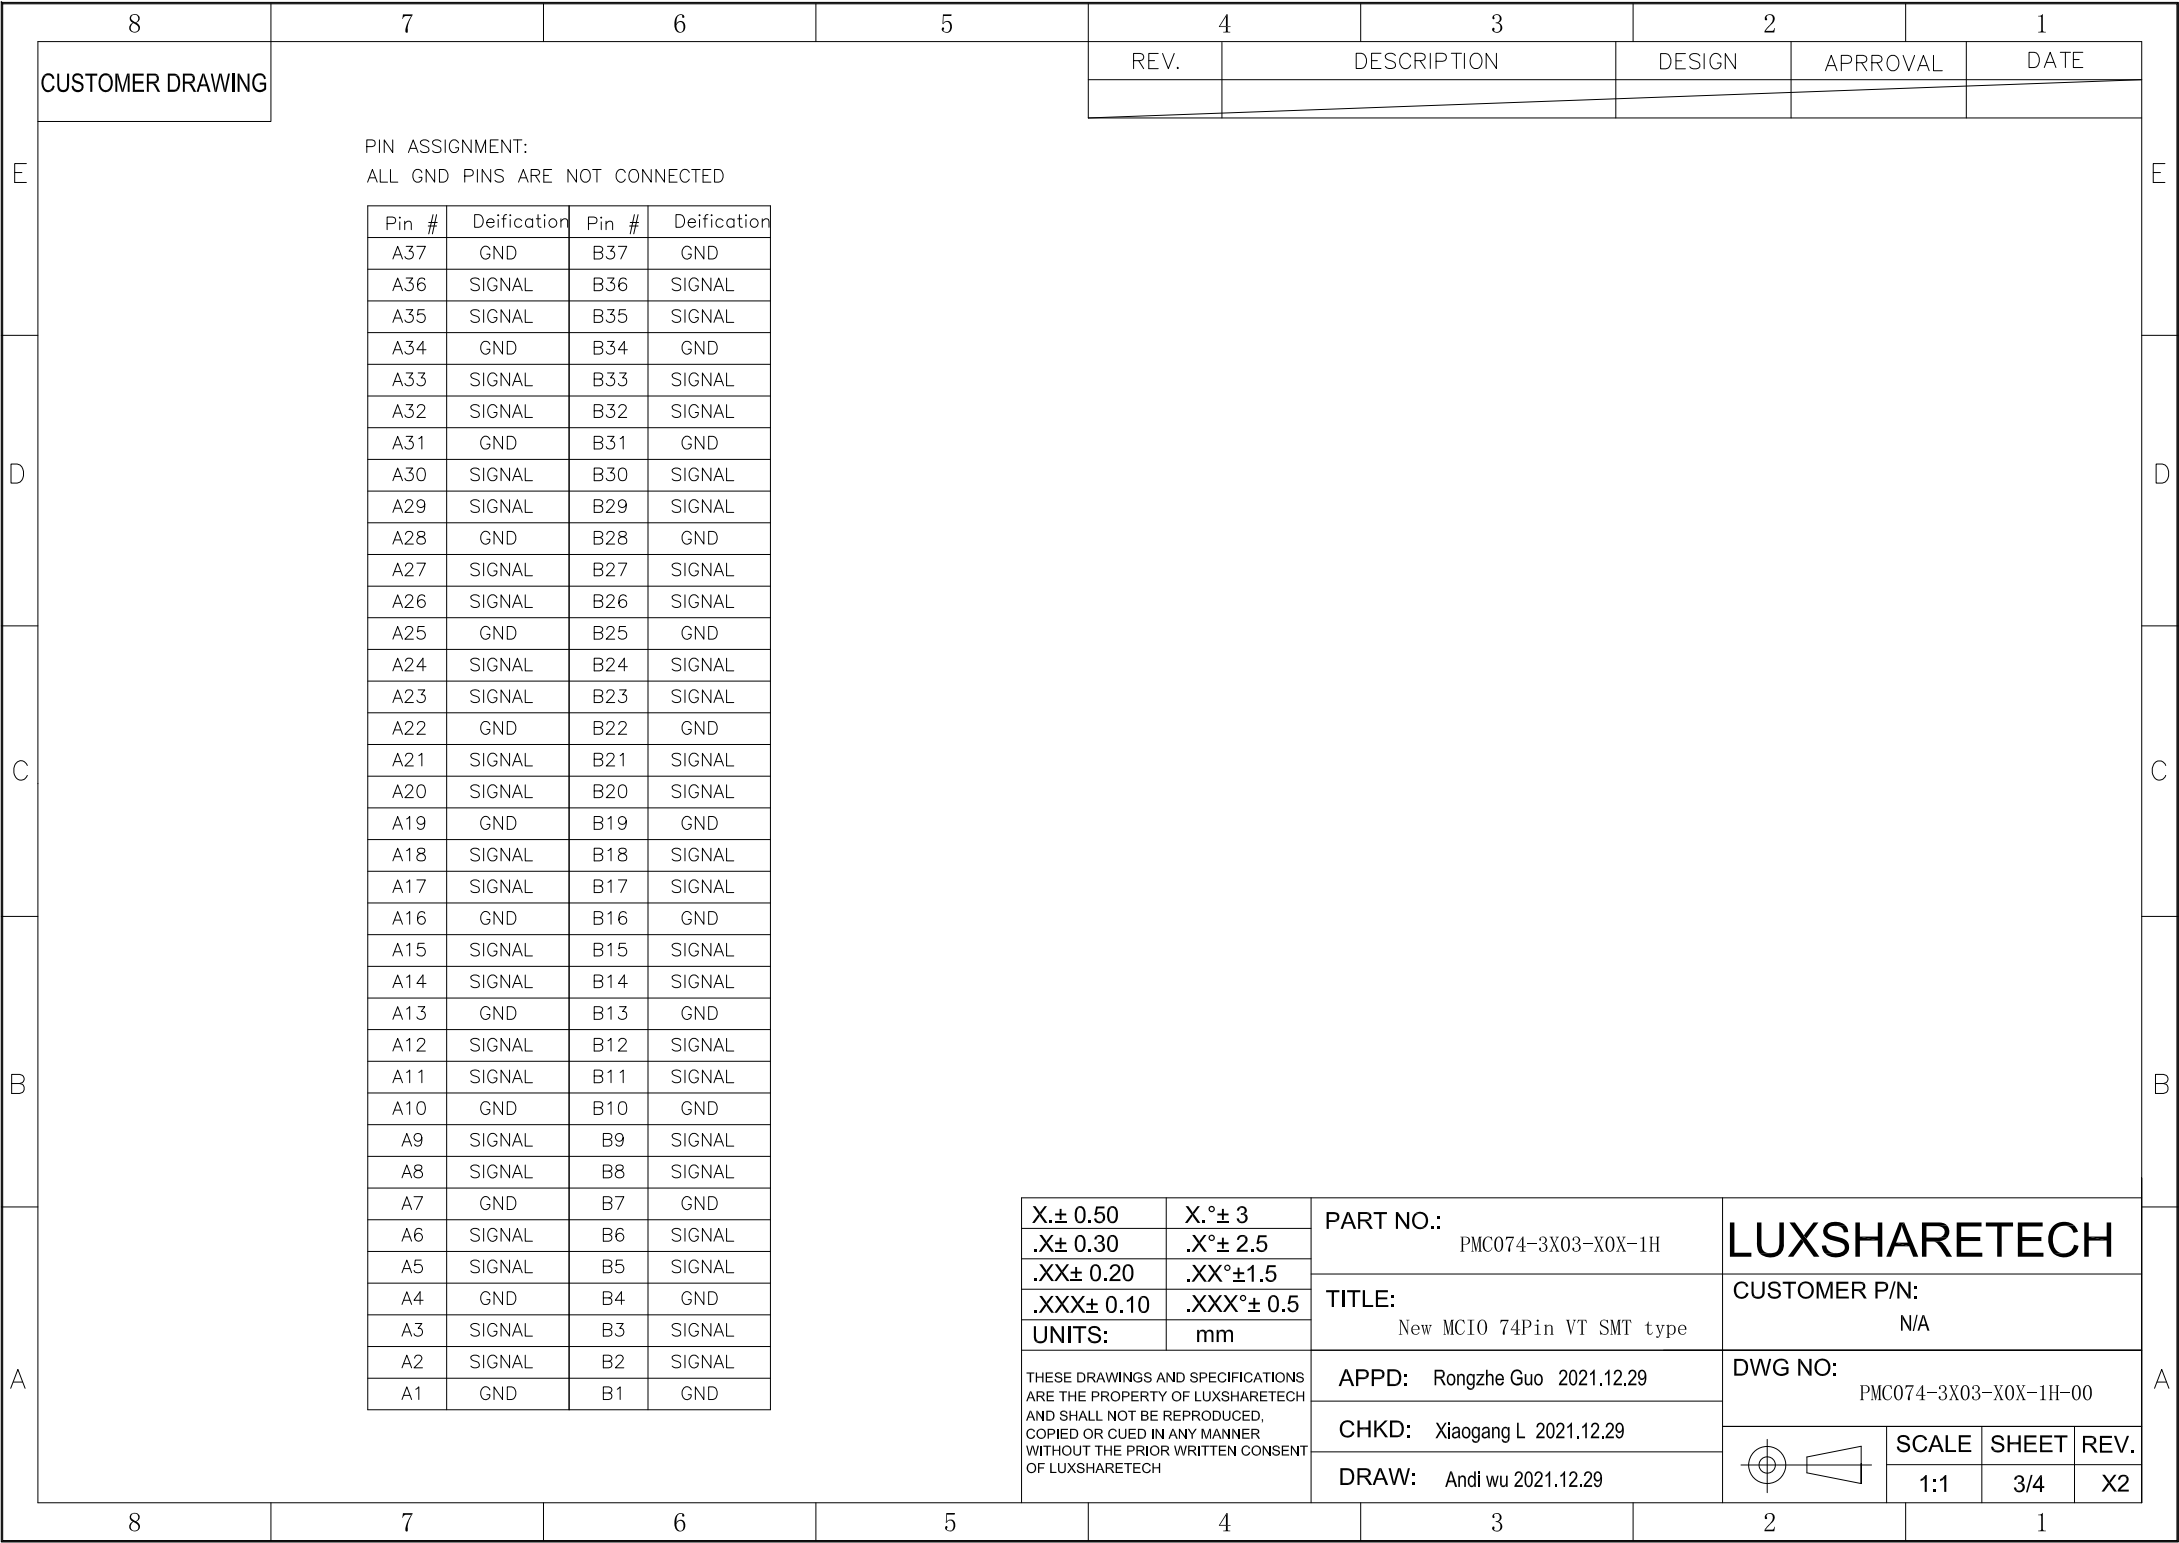 8 7 6 5 4 3 2 1
CUSTOMER DRAWING
REV. DESCRIPTION DESIGN APRROVAL DATE
PIN ASSIGNMENT:
ALL GND PINS ARE NOT CONNECTED
E E
Pin # Deification Pin # Deification
A37 GND B37 GND
A36 SIGNAL B36 SIGNAL
A35 SIGNAL B35 SIGNAL
A34 GND B34 GND
A33 SIGNAL B33 SIGNAL
A32 SIGNAL B32 SIGNAL
A31 GND B31 GND
D A30 SIGNAL B30 SIGNAL D
A29 SIGNAL B29 SIGNAL
A28 GND B28 GND
A27 SIGNAL B27 SIGNAL
A26 SIGNAL B26 SIGNAL
A25 GND B25 GND
A24 SIGNAL B24 SIGNAL
A23 SIGNAL B23 SIGNAL
A22 GND B22 GND
A21 SIGNAL B21 SIGNAL
C C
A20 SIGNAL B20 SIGNAL
A19 GND B19 GND
A18 SIGNAL B18 SIGNAL
A17 SIGNAL B17 SIGNAL
A16 GND B16 GND
A15 SIGNAL B15 SIGNAL
A14 SIGNAL B14 SIGNAL
A13 GND B13 GND
A12 SIGNAL B12 SIGNAL
A11 SIGNAL B11 SIGNAL
B B
A10 GND B10 GND
A9 SIGNAL B9 SIGNAL
A8 SIGNAL B8 SIGNAL
A7 GND B7 GND
A6 SIGNAL B6 SIGNAL
A5 SIGNAL B5 SIGNAL
A4 GND B4 GND
A3 SIGNAL B3 SIGNAL
A2 SIGNAL B2 SIGNAL
A1 GND B1 GND
A A
X.± 0.50 X.°± 3
.X± 0.30 .X°± 2.5
.XX± 0.20 .XX°±1.5
.XXX± 0.10 .XXX°± 0.5
UNITS: mm
THESE DRAWINGS AND SPECIFICATIONS
ARE THE PROPERTY OF LUXSHARETECH
AND SHALL NOT BE REPRODUCED,
COPIED OR CUED IN ANY MANNER
WITHOUT THE PRIOR WRITTEN CONSENT
OF LUXSHARETECH
PART NO.:
PMC074-3X03-X0X-1H
TITLE:
New MCIO 74Pin VT SMT type
APPD: Rongzhe Guo 2021.12.29
CHKD: Xiaogang L 2021.12.29
DRAW: Andi wu 2021.12.29
LUXSHARETECH
CUSTOMER P/N:
N/A
DWG NO:
PMC074-3X03-X0X-1H-00
SCALE SHEET REV.
1:1 3/4 X2
8 7 6 5 4 3 2 1